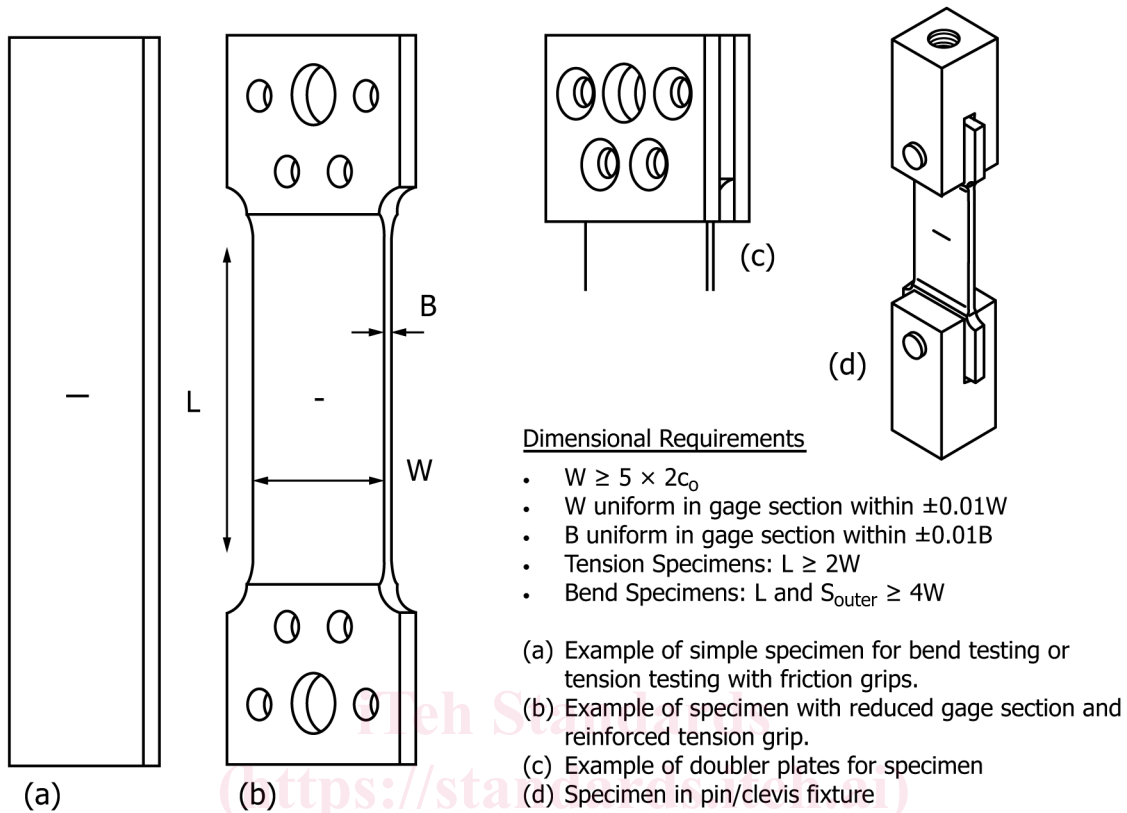 (a)
(b)
(c)
(d)
L
B
W
Dimensional Requirements
• W ≥ 5 × 2c₀
• W uniform in gage section within ±0.01W
• B uniform in gage section within ±0.01B
• Tension Specimens: L ≥ 2W
• Bend Specimens: L and Souter ≥ 4W
(a) Example of simple specimen for bend testing or
tension testing with friction grips.
(b) Example of specimen with reduced gage section and
reinforced tension grip.
(c) Example of doubler plates for specimen
(d) Specimen in pin/clevis fixture
iTeh Standards
(https://standards.iteh.ai)